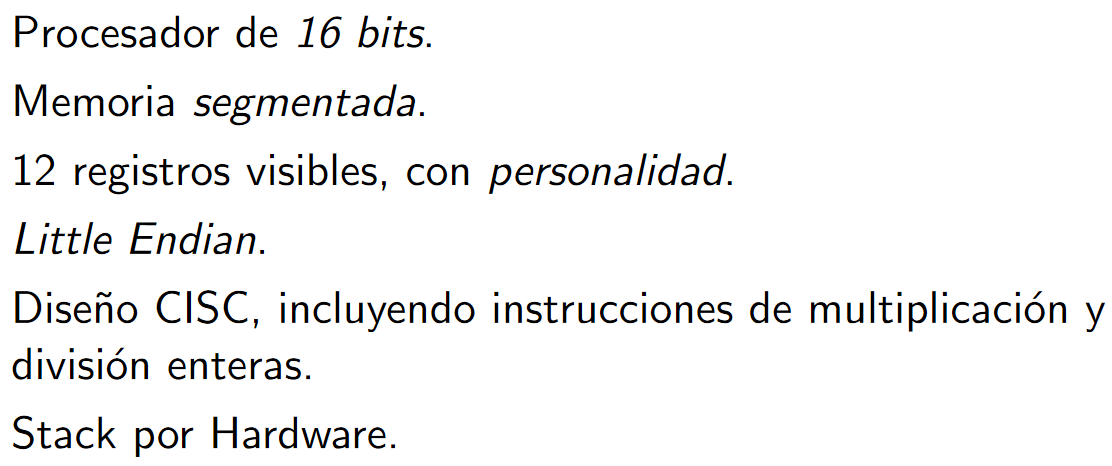 Procesador de 16 bits.
Memoria segmentada.
12 registros visibles, con personalidad.
Little Endian.
Diseño CISC, incluyendo instrucciones de multiplicación y
división enteras.
Stack por Hardware.